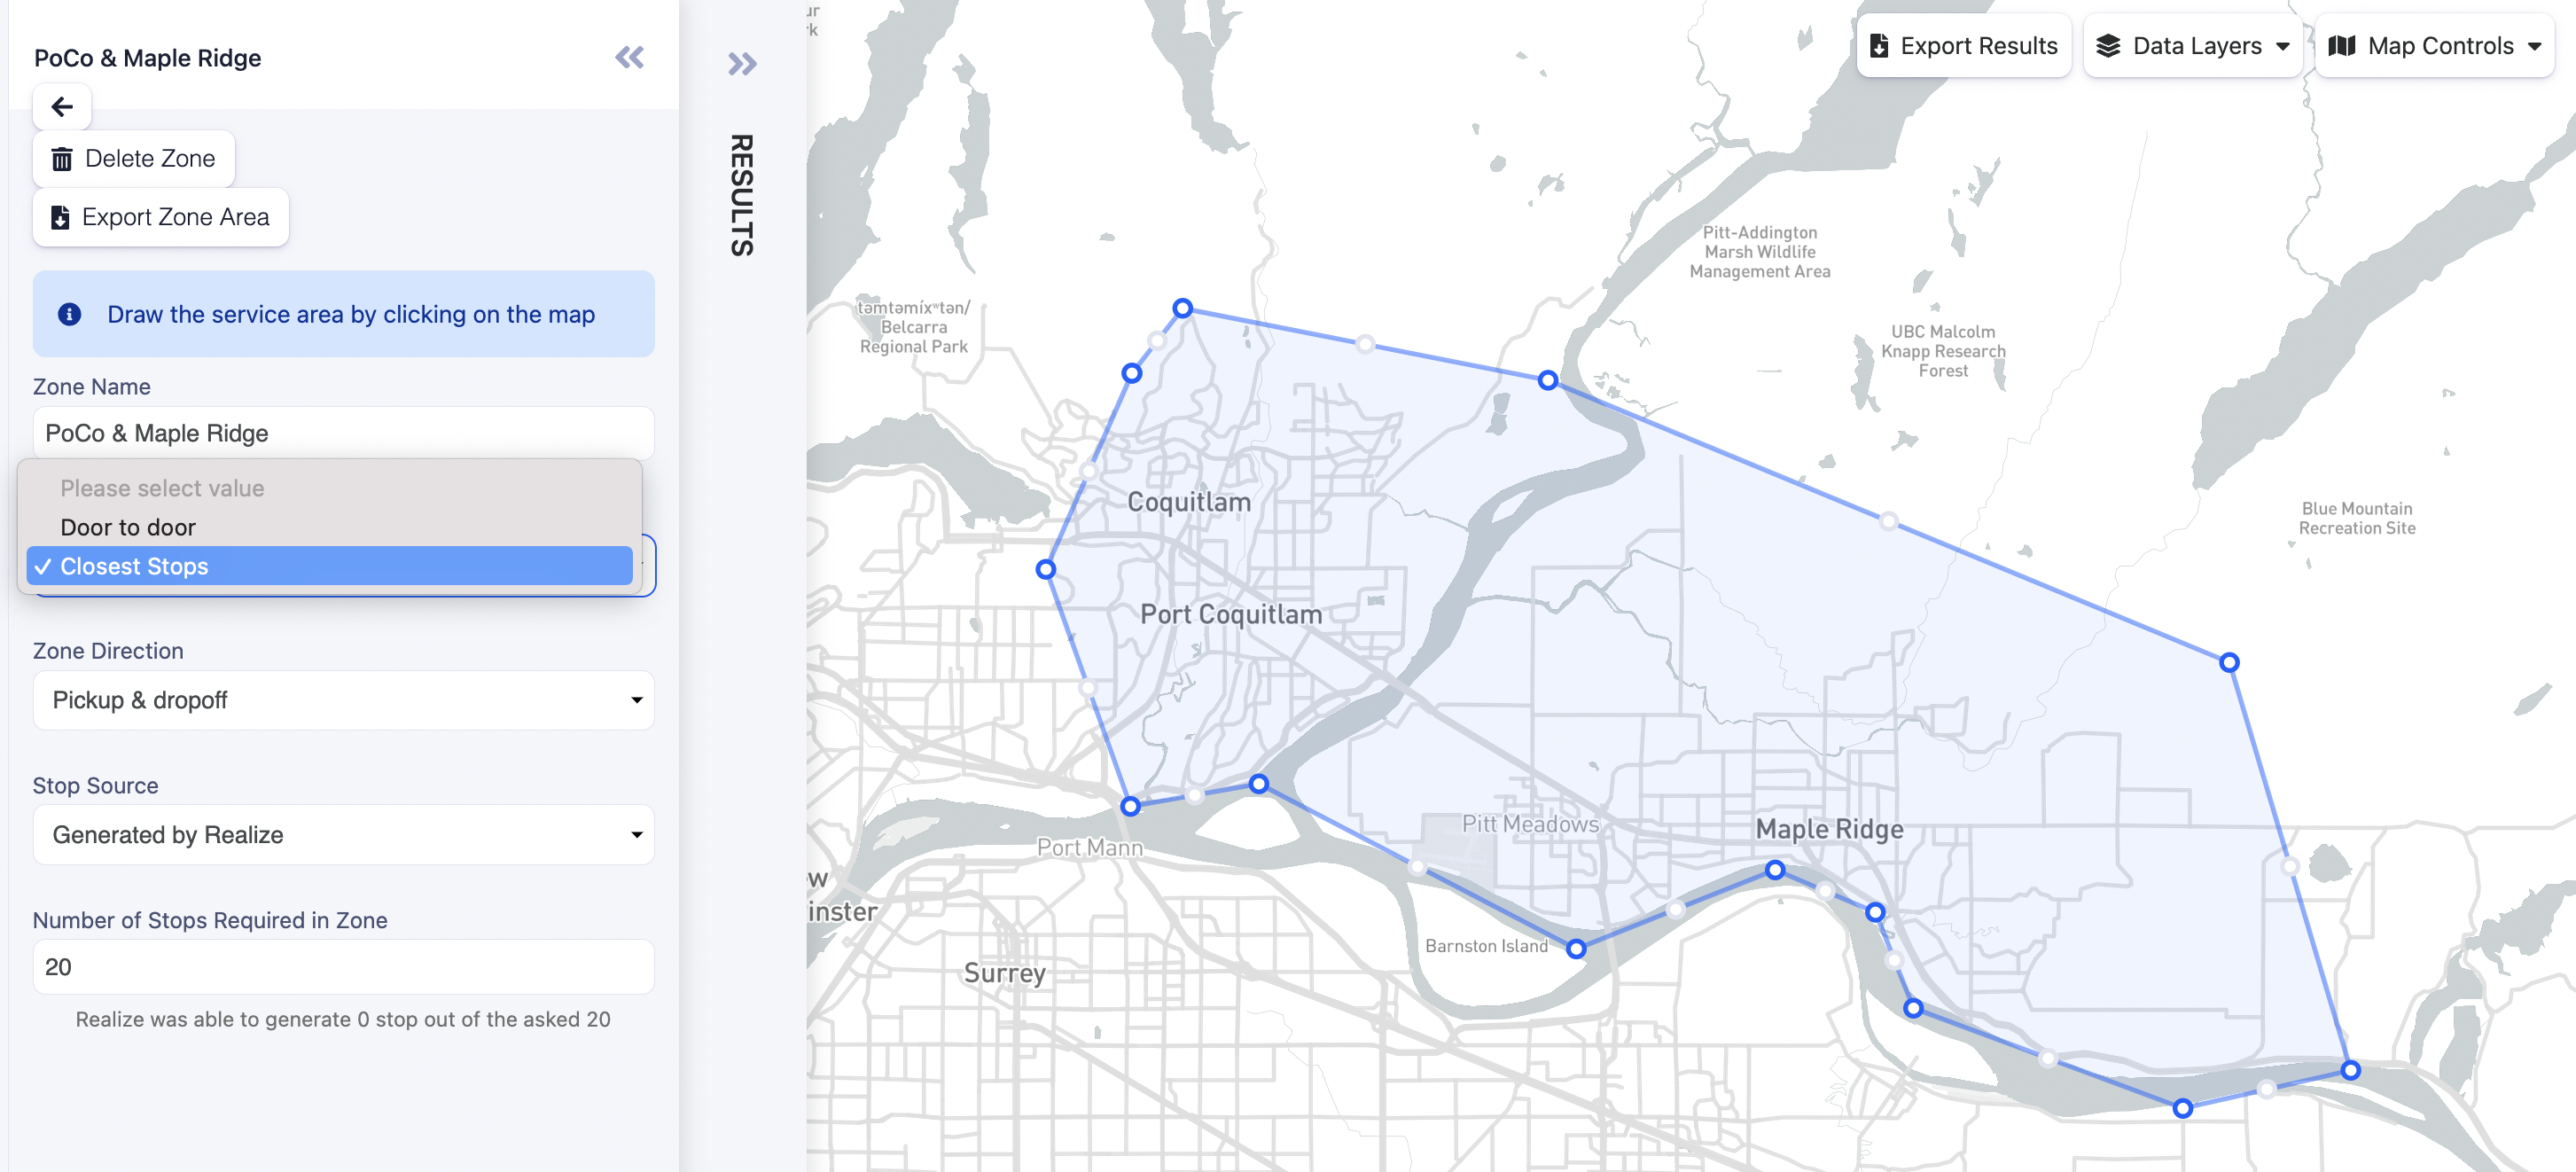 PoCo & Maple Ridge
Delete Zone
Export Zone Area
Draw the service area by clicking on the map
Zone Name
PoCo & Maple Ridge
Please select value
Door to door
✓ Closest Stops
Zone Direction
Pickup & dropoff
Stop Source
Generated by Realize
Number of Stops Required in Zone
20
Realize was able to generate 0 stop out of the asked 20
RESULTS
Export Results
Data Layers
Map Controls
Pitt-Addington
Marsh Wildlife
Management Area
təmtəmíxʷtən/
Belcarra
Regional Park
UBC Malcolm
Knapp Research
Forest
Coquitlam
Blue Mountain
Recreation Site
Port Coquitlam
Pitt Meadows
Maple Ridge
Port Mann
Barnston Island
Surrey